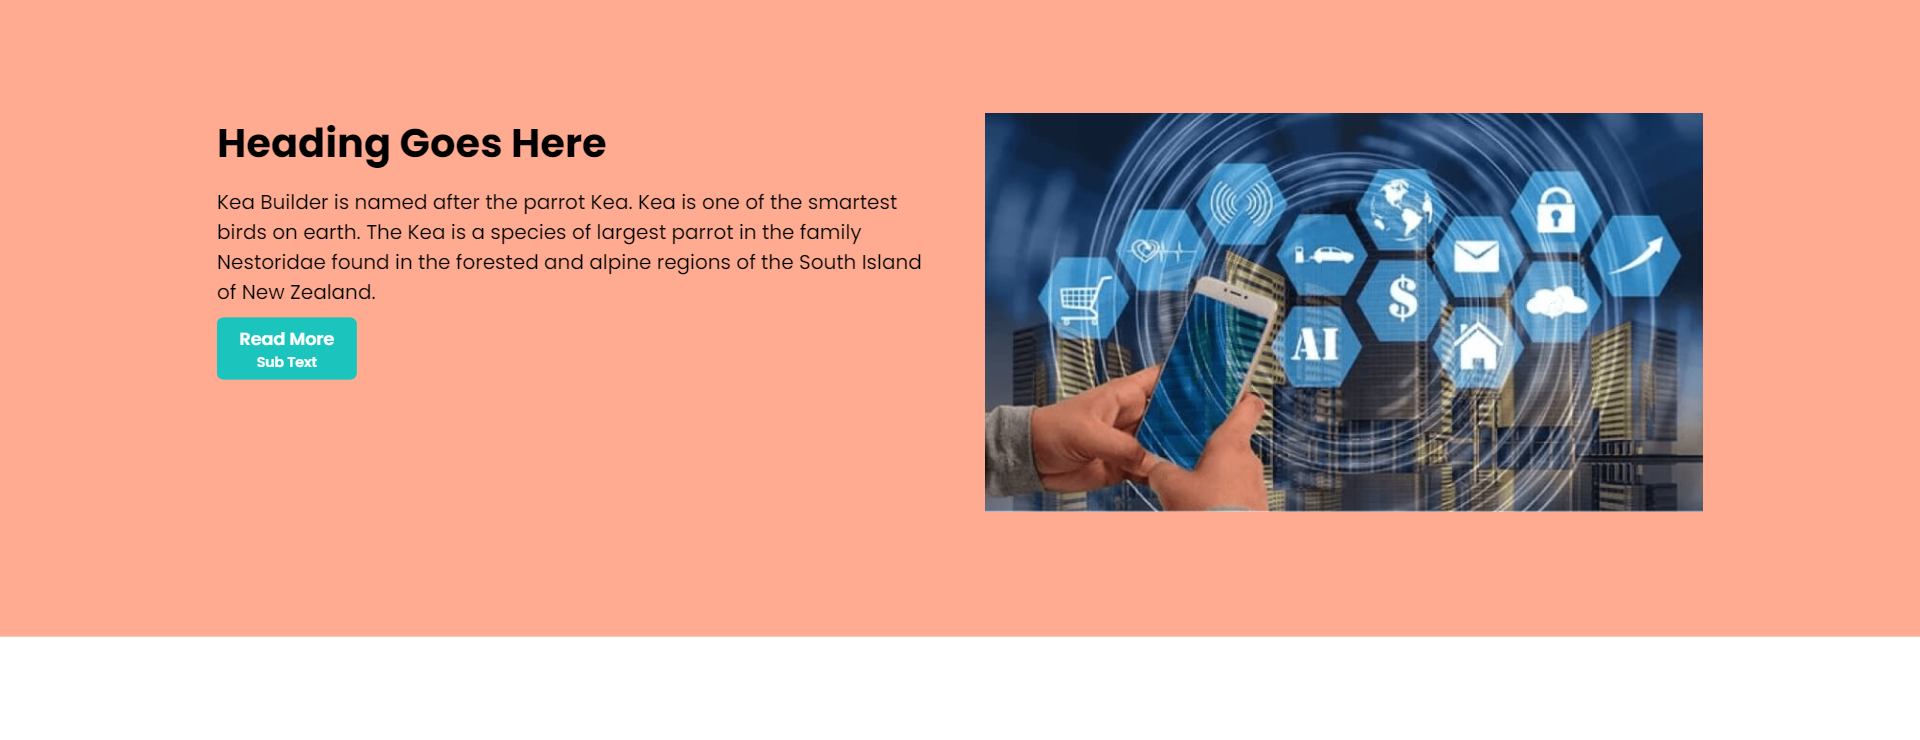 Heading Goes Here
Kea Builder is named after the parrot Kea. Kea is one of the smartest
birds on earth. The Kea is a species of largest parrot in the family
Nestoridae found in the forested and alpine regions of the South Island
of New Zealand.
Read More
Sub Text
$
AI